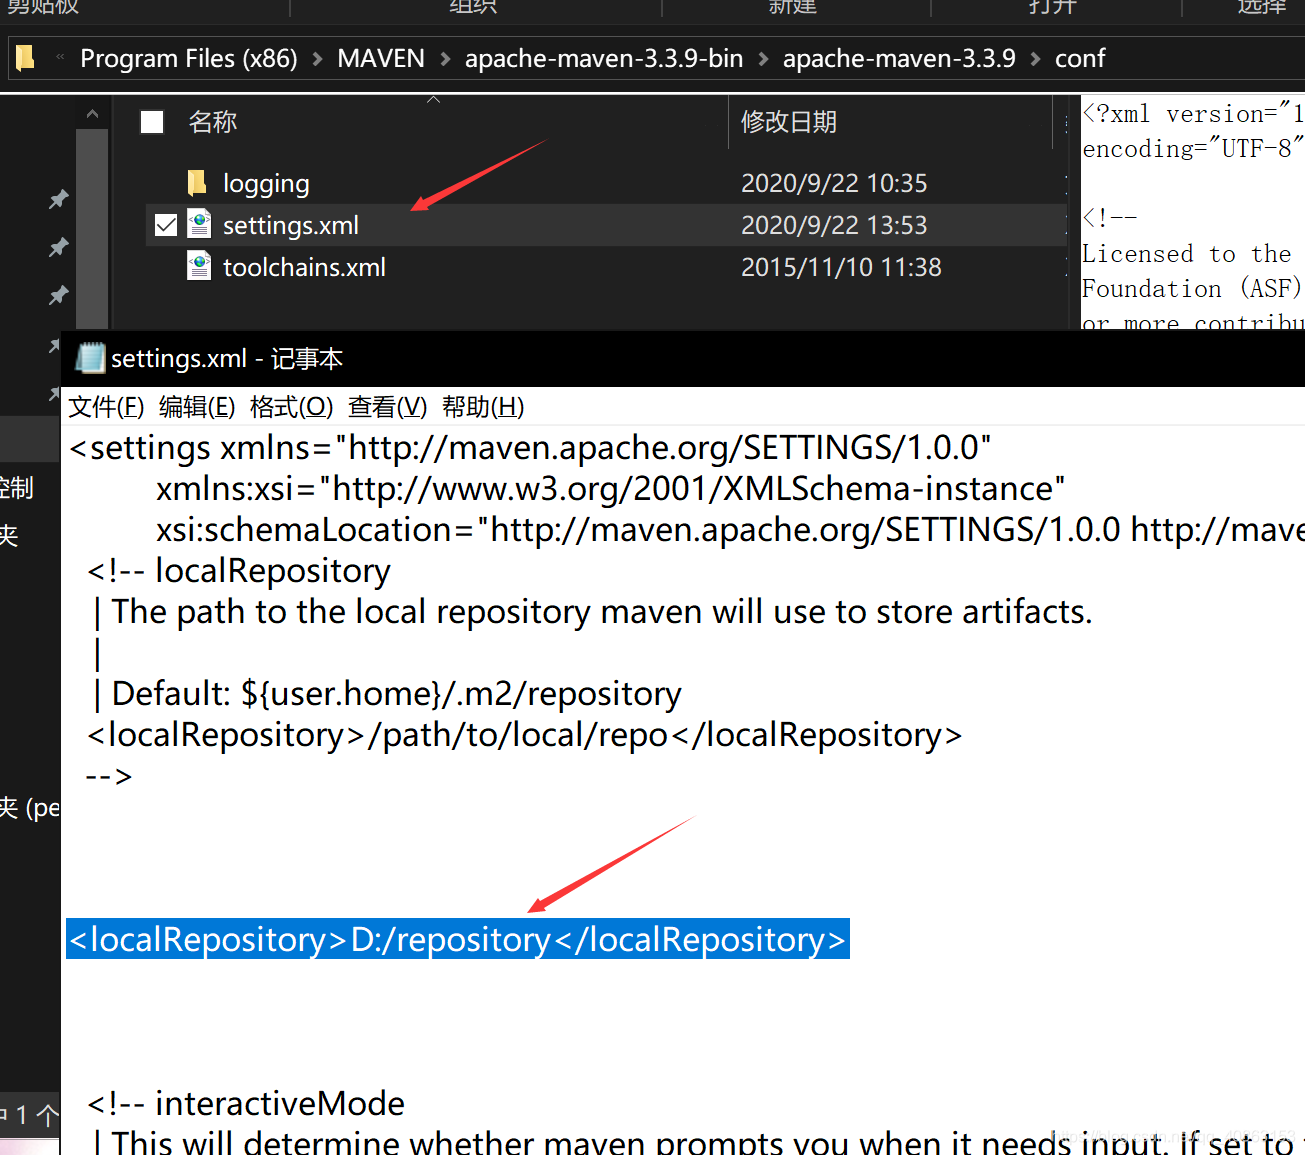 剪贴板 组织 新建 打开 选择
« Program Files (x86) > MAVEN > apache-maven-3.3.9-bin > apache-maven-3.3.9 > conf
名称 修改日期
logging 2020/9/22 10:35
settings.xml 2020/9/22 13:53
toolchains.xml 2015/11/10 11:38
<?xml version="1
encoding="UTF-8"
<!--
Licensed to the
Foundation (ASF)
or more contribu
控制
夹
夹 (pe
中 1 个
settings.xml - 记事本
文件(F) 编辑(E) 格式(O) 查看(V) 帮助(H)
<settings xmlns="http://maven.apache.org/SETTINGS/1.0.0"
xmlns:xsi="http://www.w3.org/2001/XMLSchema-instance"
xsi:schemaLocation="http://maven.apache.org/SETTINGS/1.0.0 http://mave
<!-- localRepository
| The path to the local repository maven will use to store artifacts.
|
| Default: ${user.home}/.m2/repository
<localRepository>/path/to/local/repo</localRepository>
-->
<localRepository>D:/repository</localRepository>
<!-- interactiveMode
| This will determine whether maven prompts you when it needs input. If set to